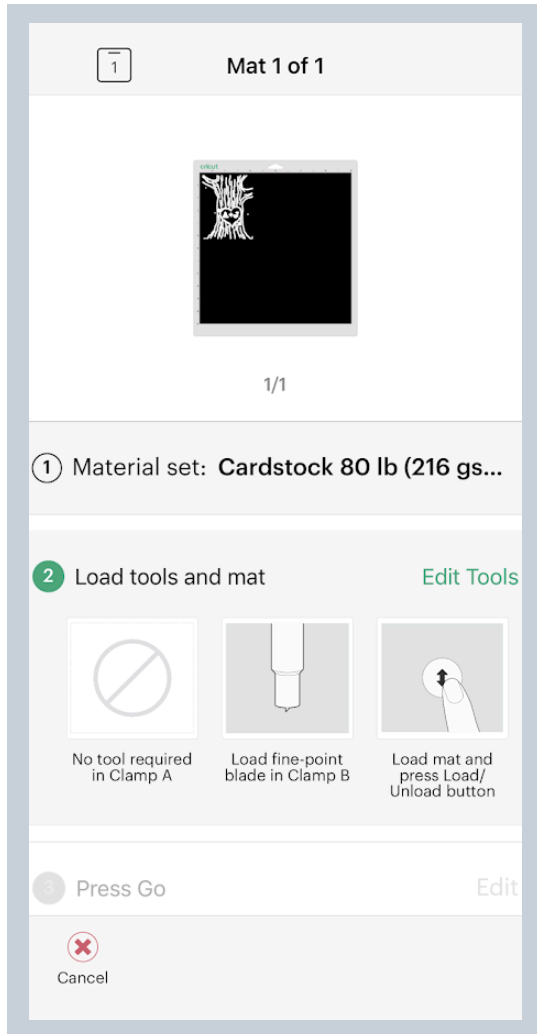 1
Mat 1 of 1
cricut
1/1
1 Material set: Cardstock 80 lb (216 gs...
2 Load tools and mat Edit Tools
No tool required
in Clamp A
Load fine-point
blade in Clamp B
Load mat and
press Load/
Unload button
3 Press Go Edit
Cancel